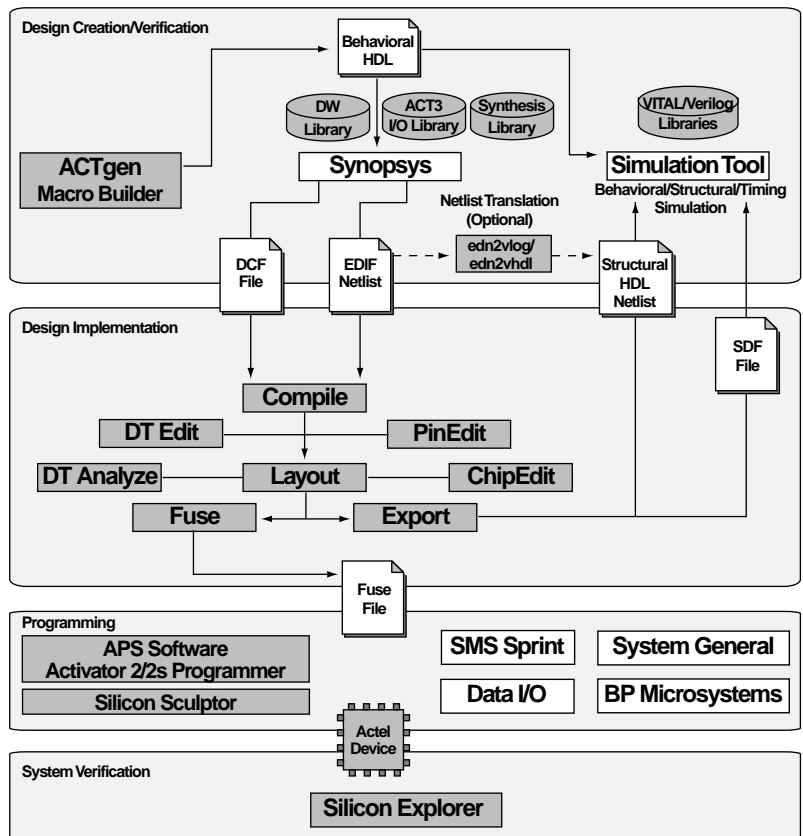 Design Creation/Verification
Behavioral
HDL
DW
Library
ACT3
I/O Library
Synthesis
Library
VITAL/Verilog
Libraries
ACTgen
Macro Builder
Synopsys
Simulation Tool
Behavioral/Structural/Timing
Simulation
Netlist Translation
(Optional)
DCF
File
EDIF
Netlist
edn2vlog/
edn2vhdl
Structural
HDL
Netlist
Design Implementation
SDF
File
Compile
DT Edit
PinEdit
DT Analyze
Layout
ChipEdit
Fuse
Export
Fuse
File
Programming
APS Software
Activator 2/2s Programmer
SMS Sprint
System General
Silicon Sculptor
Data I/O
BP Microsystems
Actel
Device
System Verification
Silicon Explorer